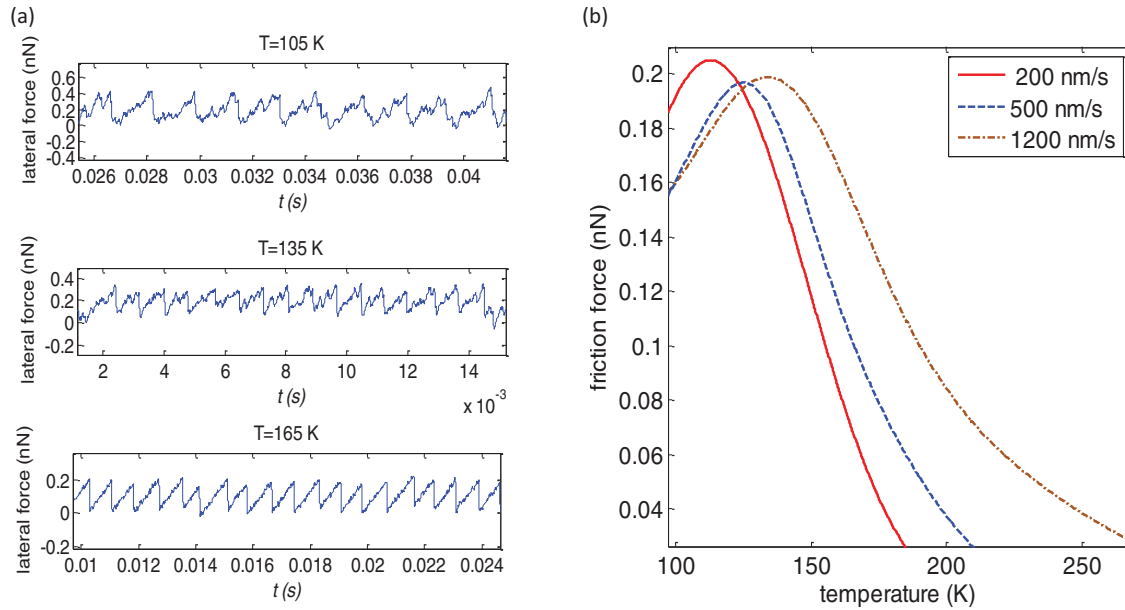 (a)
T=105 K
lateral force (nN)
0.6
0.4
0.2
0
-0.2
-0.4
0.026 0.028 0.03 0.032 0.034 0.036 0.038 0.04
t (s)
T=135 K
lateral force (nN)
0.4
0.2
0
-0.2
2 4 6 8 10 12 14
x 10^-3
t (s)
T=165 K
lateral force (nN)
0.2
0
-0.2
0.01 0.012 0.014 0.016 0.018 0.02 0.022 0.024
t (s)
(b)
200 nm/s
500 nm/s
1200 nm/s
friction force (nN)
0.2
0.18
0.16
0.14
0.12
0.1
0.08
0.06
0.04
100 150 200 250
temperature (K)